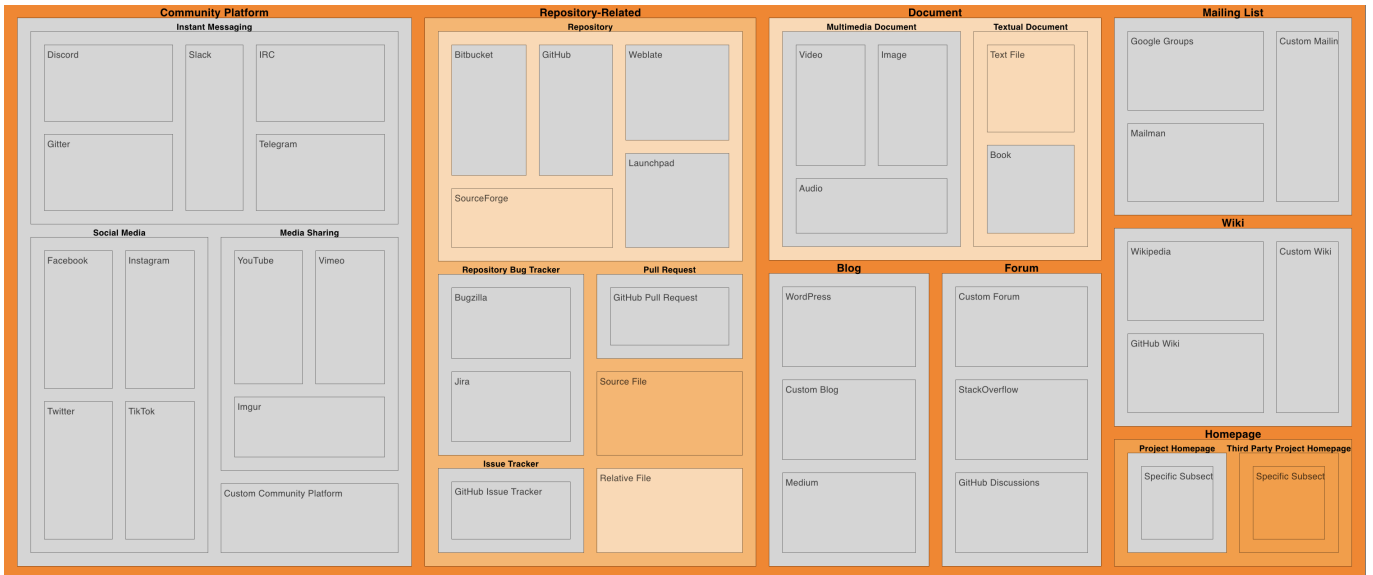 Community Platform
Instant Messaging
Discord
Slack
IRC
Gitter
Telegram
Social Media
Facebook
Instagram
Twitter
TikTok
Media Sharing
YouTube
Vimeo
Imgur
Custom Community Platform
Repository-Related
Repository
Bitbucket
GitHub
Weblate
Launchpad
SourceForge
Repository Bug Tracker
Bugzilla
Jira
Pull Request
GitHub Pull Request
Source File
Issue Tracker
GitHub Issue Tracker
Relative File
Document
Multimedia Document
Video
Image
Audio
Textual Document
Text File
Book
Blog
WordPress
Custom Blog
Medium
Forum
Custom Forum
StackOverflow
GitHub Discussions
Mailing List
Google Groups
Custom Mailin
Mailman
Wiki
Wikipedia
Custom Wiki
GitHub Wiki
Homepage
Project Homepage
Specific Subsect
Third Party Project Homepage
Specific Subsect